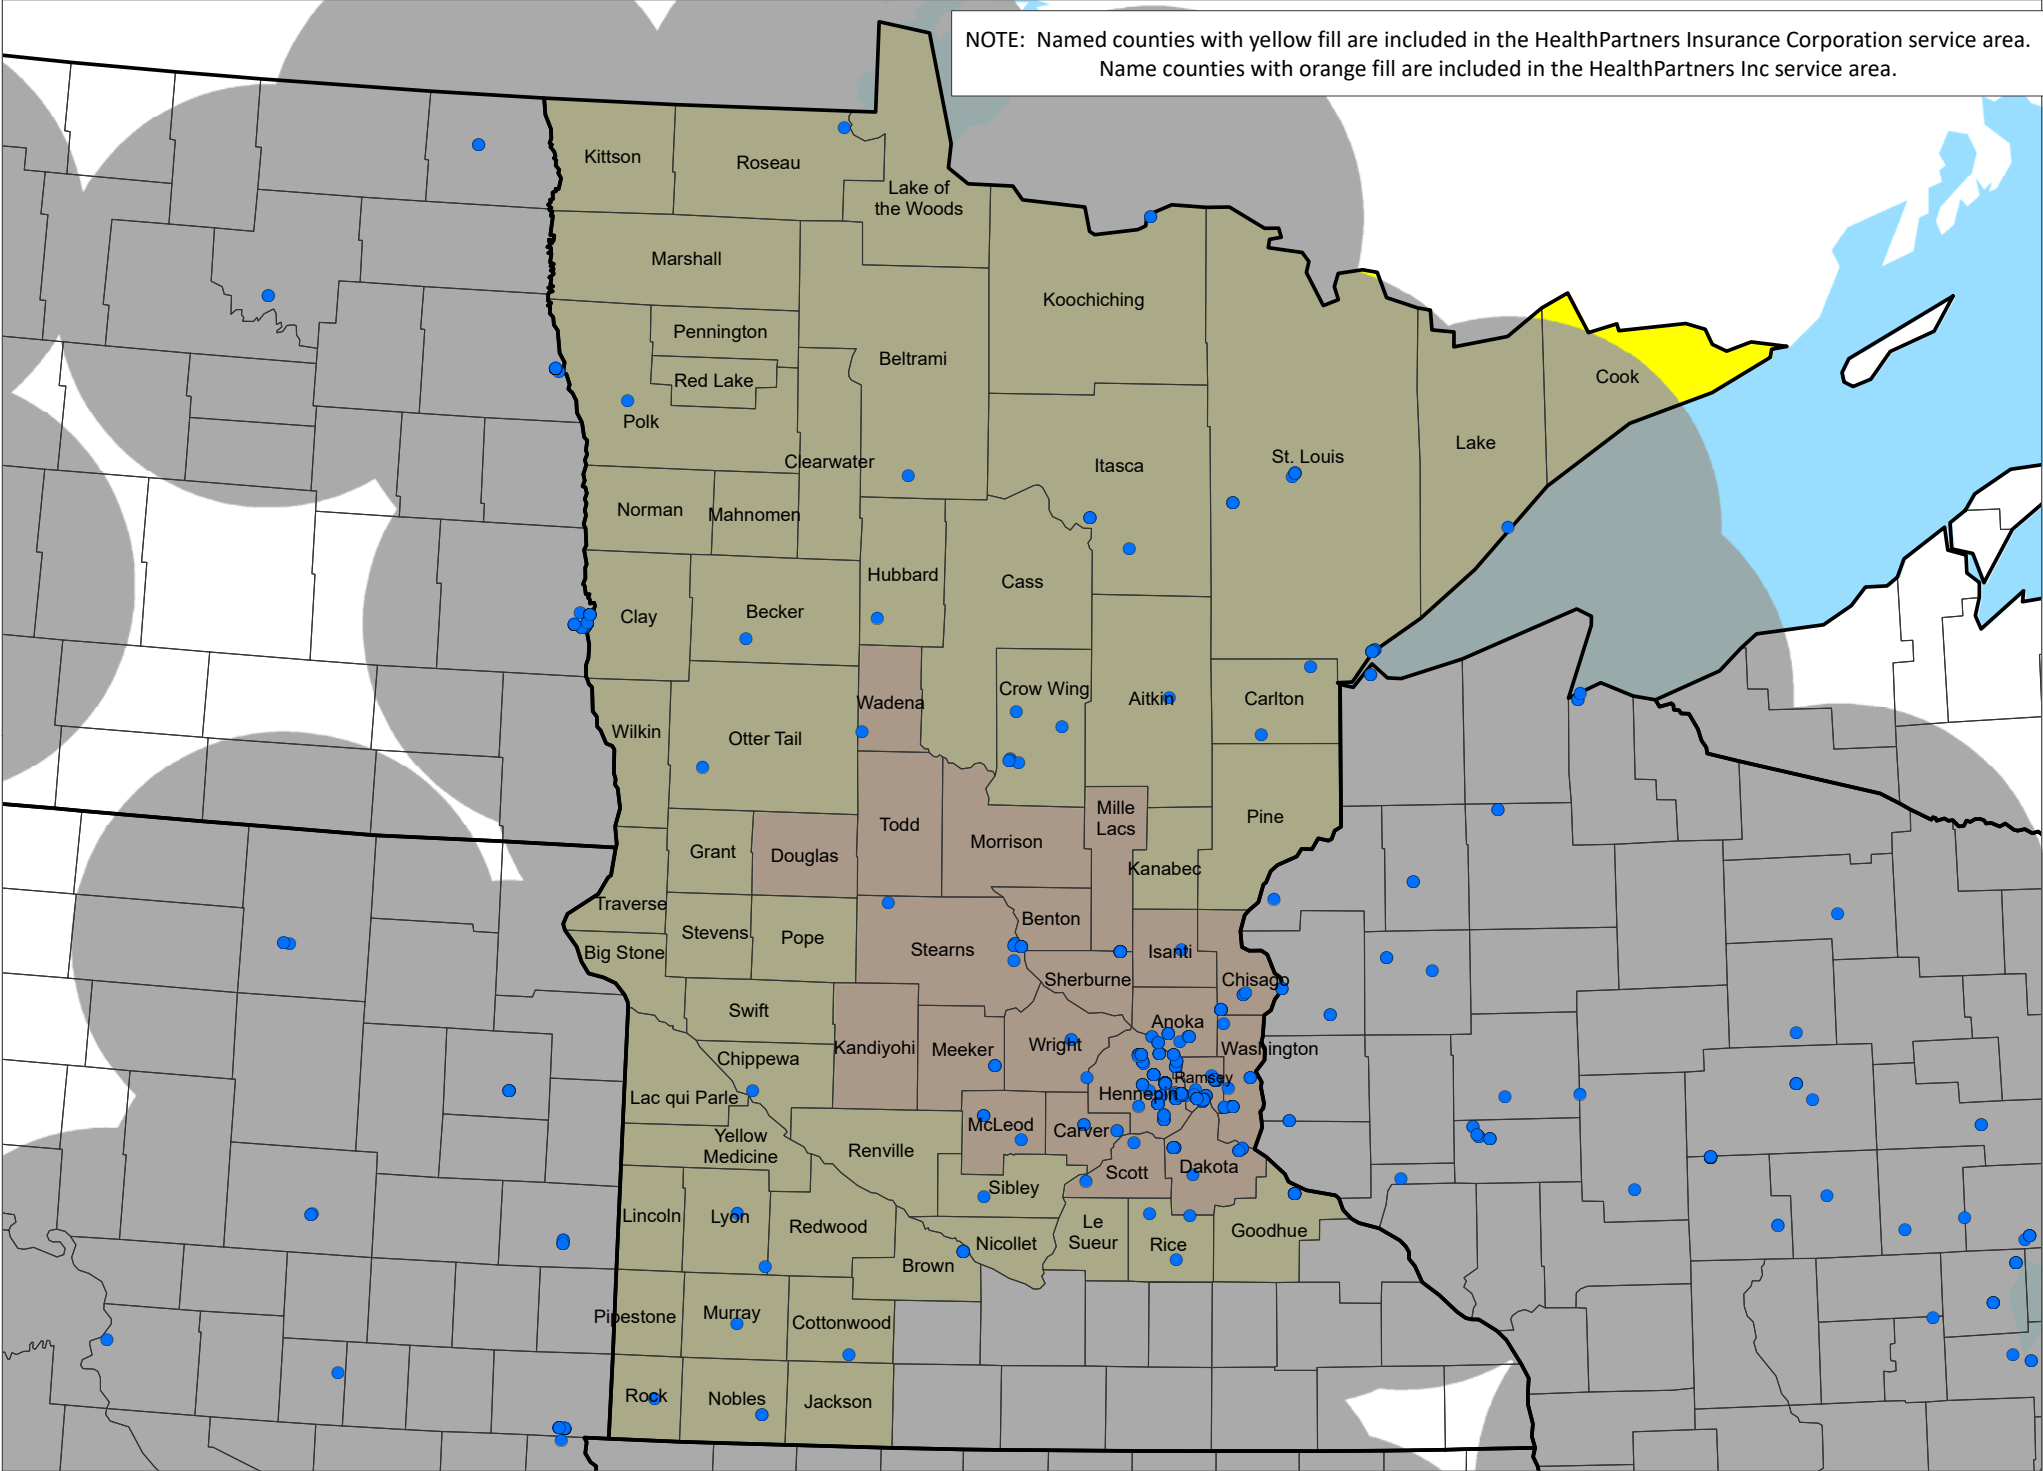 NOTE: Named counties with yellow fill are included in the HealthPartners Insurance Corporation service area.
Name counties with orange fill are included in the HealthPartners Inc service area.
Kittson
Roseau
Lake of
the Woods
Marshall
Koochiching
Pennington
Beltrami
Red Lake
Cook
Polk
Lake
Clearwater
Itasca
St. Louis
Norman
Mahnomen
Hubbard
Cass
Clay
Becker
Crow Wing
Wadena
Aitkin
Carlton
Wilkin
Otter Tail
Mille
Lacs
Pine
Todd
Morrison
Grant
Douglas
Kanabec
Traverse
Benton
Stevens
Pope
Stearns
Isanti
Big Stone
Sherburne
Chisago
Swift
Anoka
Kandiyohi
Meeker
Wright
Washington
Chippewa
Ramsey
Hennepin
Lac qui Parle
McLeod
Carver
Yellow
Medicine
Renville
Scott
Dakota
Sibley
Lincoln
Lyon
Redwood
Le
Sueur
Goodhue
Nicollet
Rice
Brown
Pipestone
Murray
Cottonwood
Rock
Nobles
Jackson